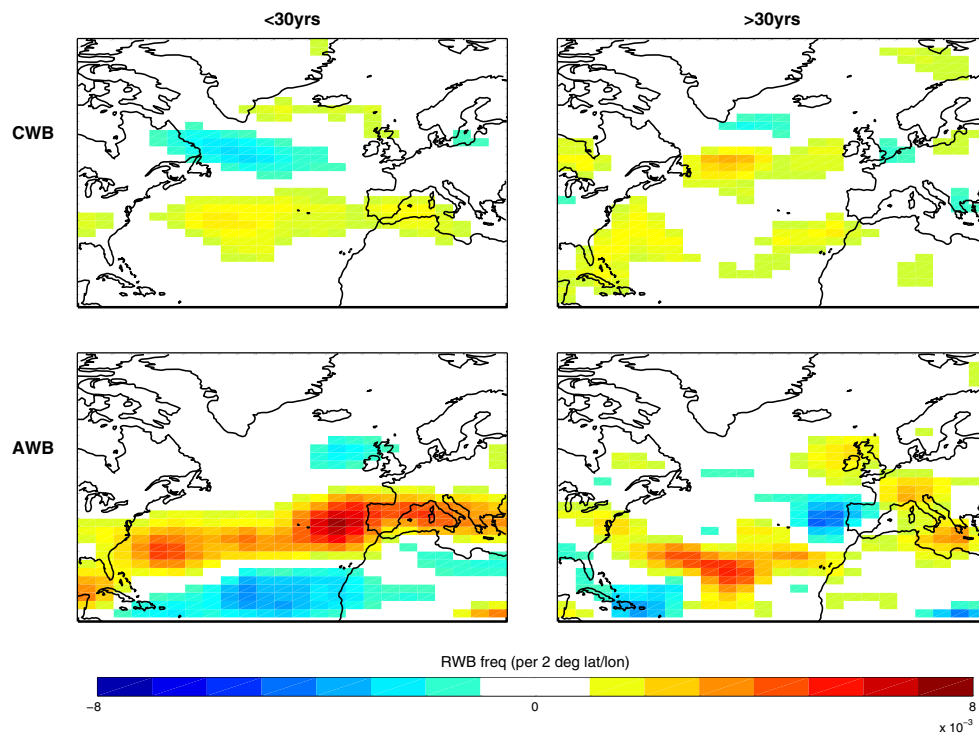 <30yrs
>30yrs
CWB
AWB
RWB freq (per 2 deg lat/lon)
−8
0
8
x 10⁻³